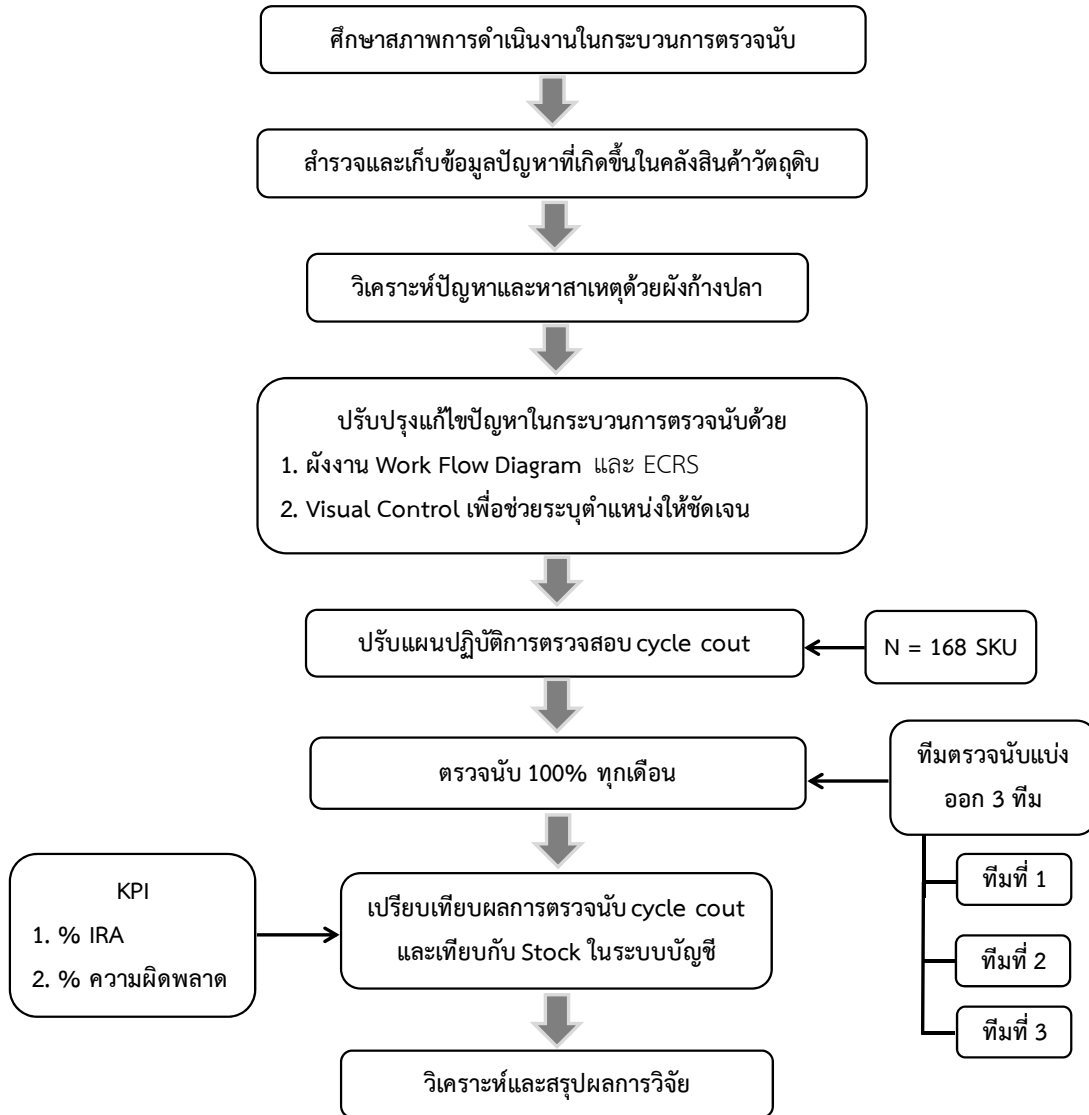 ศึกษาสภาพการดำเนินงานในกระบวนการตรวจนับ
สำรวจและเก็บข้อมูลปัญหาที่เกิดขึ้นในคลังสินค้าวัตถุดิบ
วิเคราะห์ปัญหาและหาสาเหตุด้วยผังก้างปลา
ปรับปรุงแก้ไขปัญหาในกระบวนการตรวจนับด้วย
1. ผังงาน Work Flow Diagram และ ECRS
2. Visual Control เพื่อช่วยระบุตำแหน่งให้ชัดเจน
ปรับแผนปฏิบัติการตรวจสอบ cycle cout
N = 168 SKU
ตรวจนับ 100% ทุกเดือน
ทีมตรวจนับแบ่ง
ออก 3 ทีม
ทีมที่ 1
ทีมที่ 2
ทีมที่ 3
KPI
1. % IRA
2. % ความผิดพลาด
เปรียบเทียบผลการตรวจนับ cycle cout
และเทียบกับ Stock ในระบบบัญชี
วิเคราะห์และสรุปผลการวิจัย